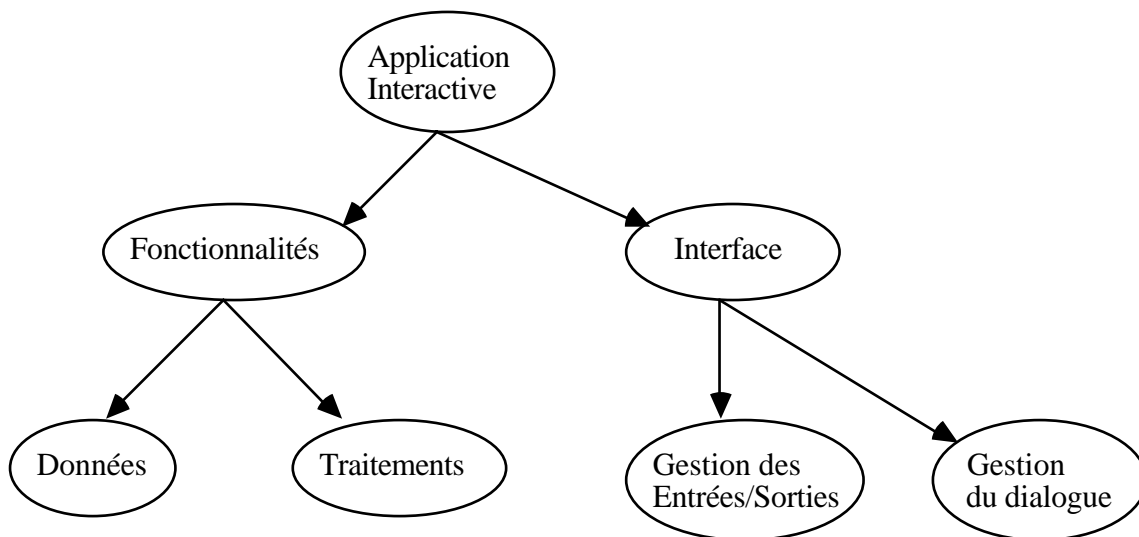 Application
Interactive
Fonctionnalités
Interface
Données
Traitements
Gestion des
Entrées/Sorties
Gestion
du dialogue